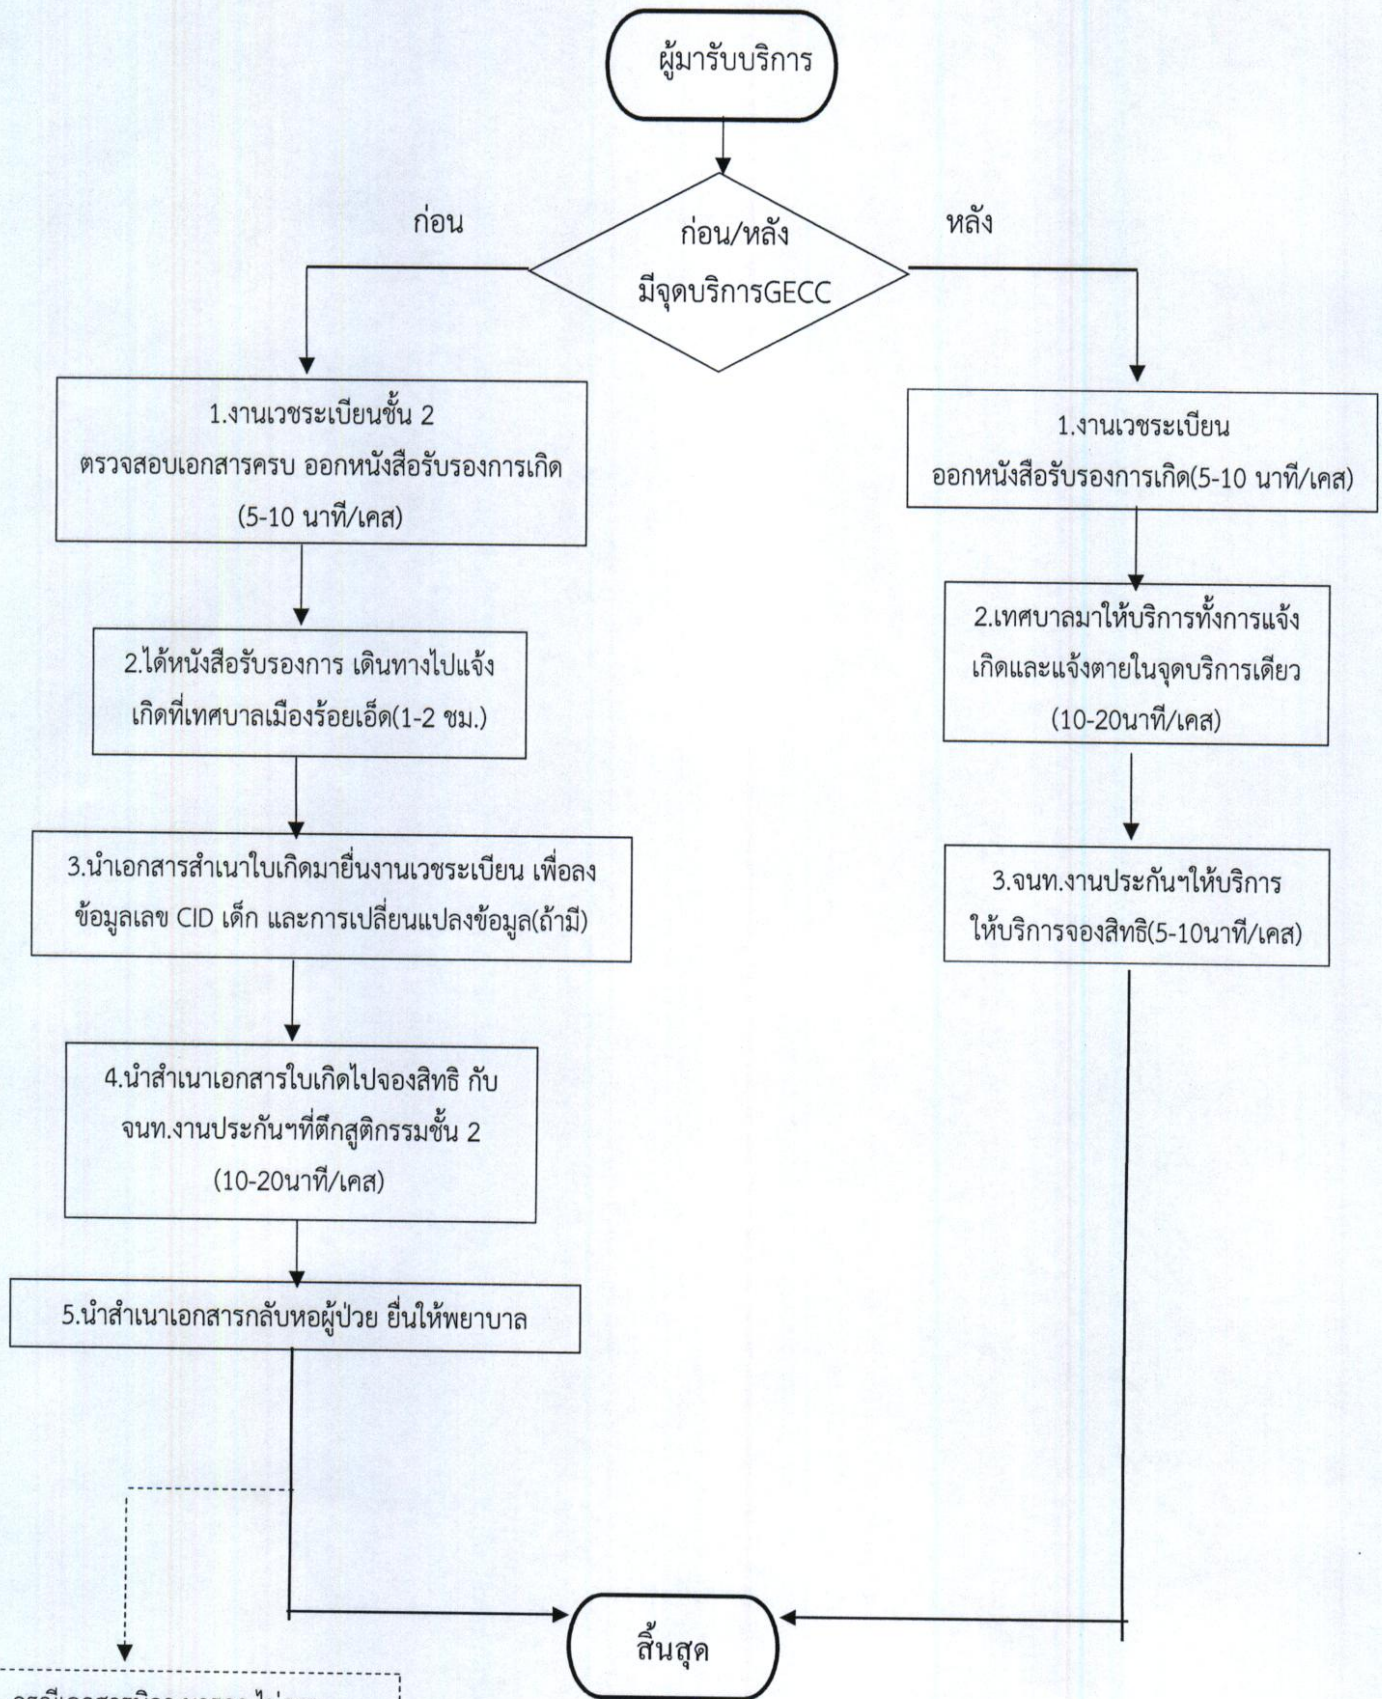 ผู้มารับบริการ
ก่อน
ก่อน/หลัง
มีจุดบริการGECC
หลัง
1.งานเวชระเบียนชั้น 2
ตรวจสอบเอกสารครบ ออกหนังสือรับรองการเกิด
(5-10 นาที/เคส)
2.ได้หนังสือรับรองการ เดินทางไปแจ้ง
เกิดที่เทศบาลเมืองร้อยเอ็ด(1-2 ชม.)
3.นำเอกสารสำเนาใบเกิดมายื่นงานเวชระเบียน เพื่อลง
ข้อมูลเลข CID เด็ก และการเปลี่ยนแปลงข้อมูล(ถ้ามี)
4.นำสำเนาเอกสารใบเกิดไปจองสิทธิ กับ
จนท.งานประกันฯที่ตึกสูติกรรมชั้น 2
(10-20นาที/เคส)
5.นำสำเนาเอกสารกลับหอผู้ป่วย ยื่นให้พยาบาล
1.งานเวชระเบียน
ออกหนังสือรับรองการเกิด(5-10 นาที/เคส)
2.เทศบาลมาให้บริการทั้งการแจ้ง
เกิดและแจ้งตายในจุดบริการเดียว
(10-20นาที/เคส)
3.จนท.งานประกันฯให้บริการ
ให้บริการจองสิทธิ(5-10นาที/เคส)
สิ้นสุด